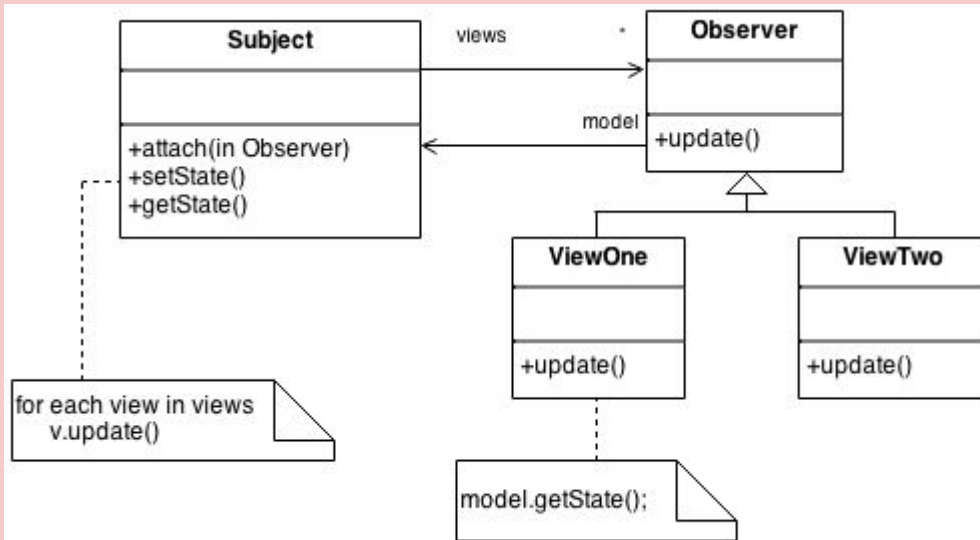 Subject
views
*
Observer
model
+update()
+attach(in Observer)
+setState()
+getState()
ViewOne
ViewTwo
+update()
+update()
for each view in views
v.update()
model.getState();